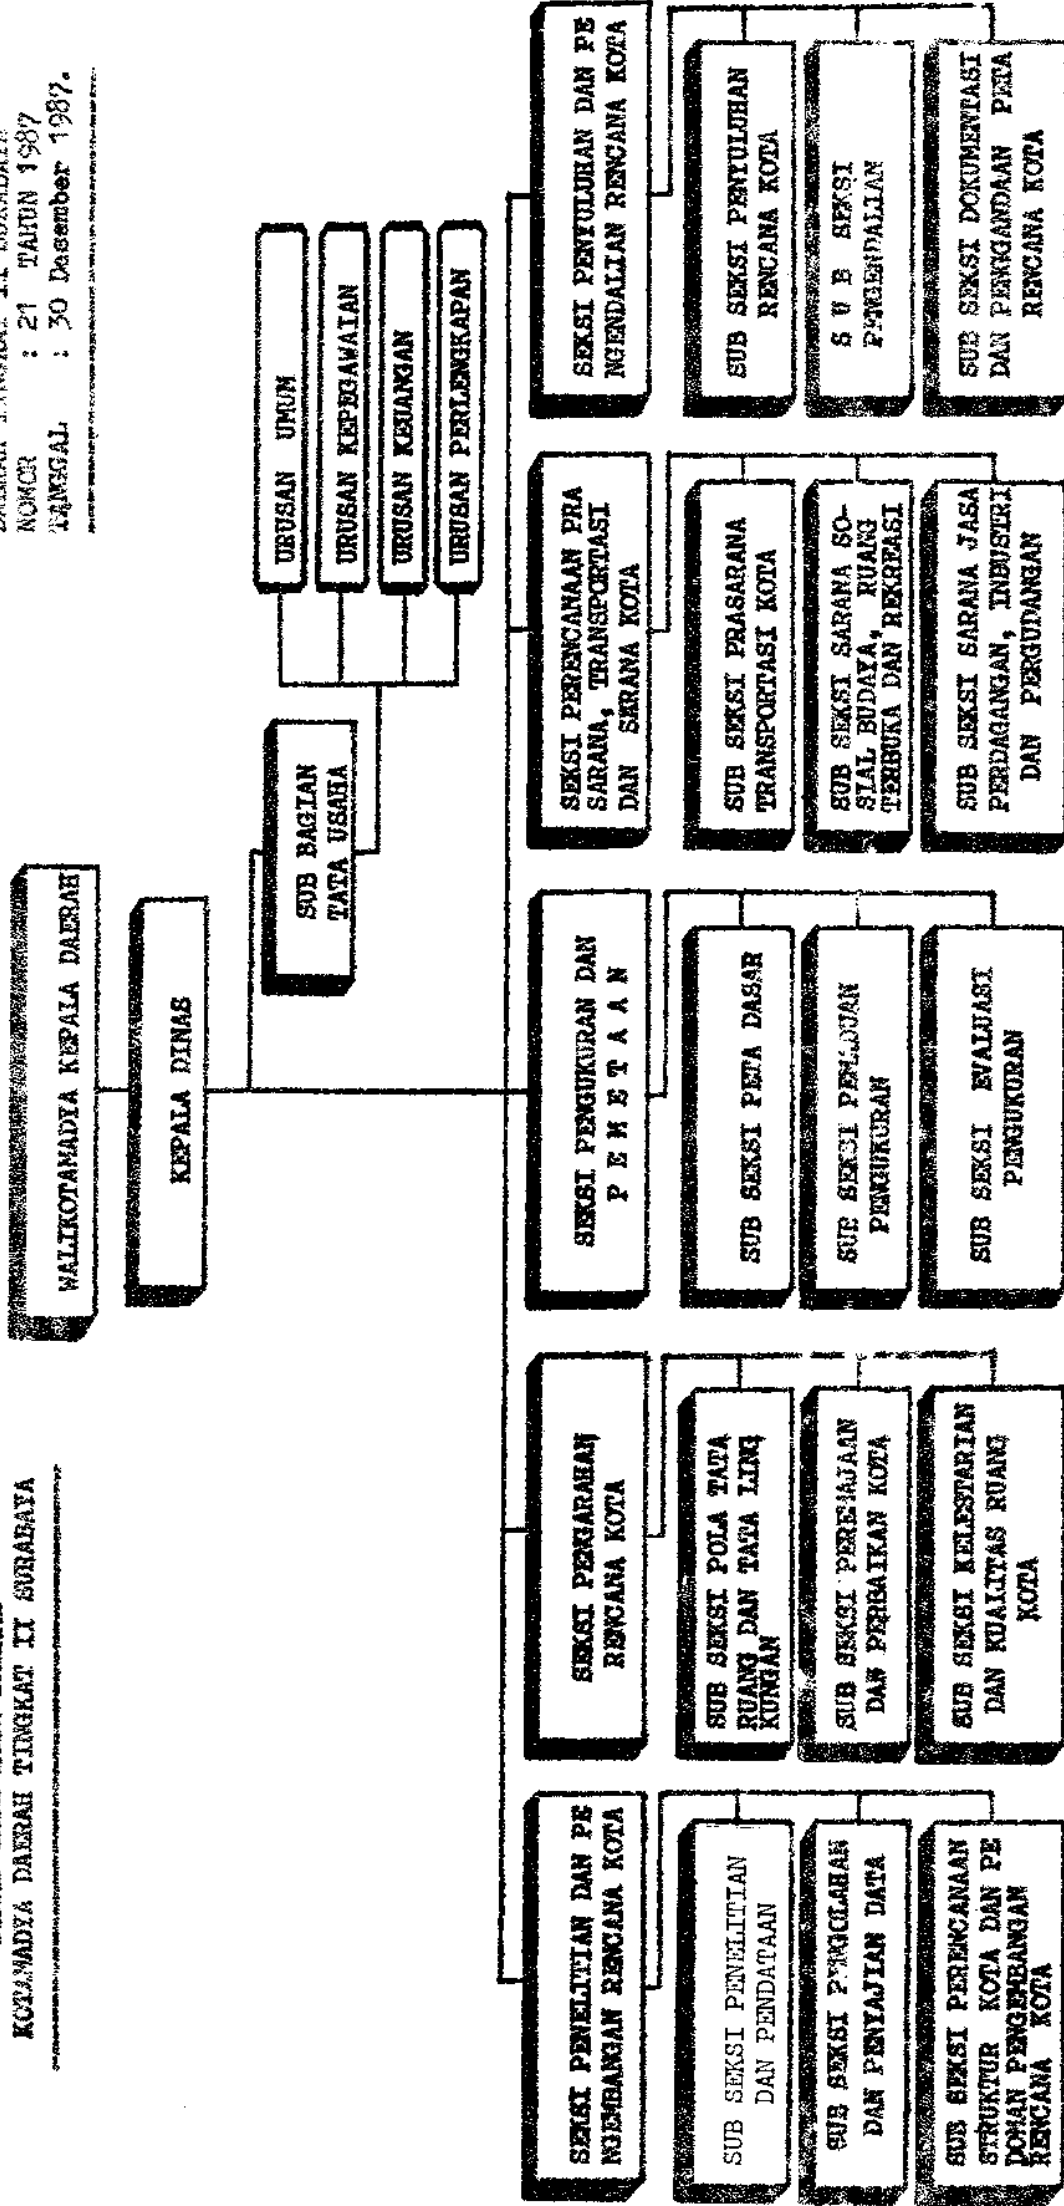 KOTAMADYA DAERAH TINGKAT II SURABAYA
NOMOR : 21 TAHUN 1987
TANGGAL : 30 Desember 1987.
WALIKOTAMADYA KEPALA DAERAH
KEPALA DINAS
SUB BAGIAN
TATA USAHA
URUSAN UMUM
URUSAN KEPEGAWAIAN
URUSAN KEUANGAN
URUSAN PERLENGKAPAN
SEKSI PENELITIAN DAN PE
NGEMBANGAN RENCANA KOTA
SUB SEKSI PENELITIAN
DAN PENDATAAN
SUB SEKSI PENGOLAHAN
DAN PENYAJIAN DATA
SUB SEKSI PERENCANAAN
STRUKTUR KOTA DAN PE
DOMAN PENGEMBANGAN
RENCANA KOTA
SEKSI PENGARAHAN
RENCANA KOTA
SUB SEKSI POLA TATA
RUANG DAN TATA LING
KUNGAN
SUB SEKSI PEREMAJAAN
DAN PERBAIKAN KOTA
SUB SEKSI KELESTARIAN
DAN KUALITAS RUANG
KOTA
SEKSI PENGUKURAN DAN
P E M E T A A N
SUB SEKSI PETA DASAR
SUB SEKSI PENGUKURAN
SUB SEKSI EVALUASI
PENGUKURAN
SEKSI PERENCANAAN PRA
SARANA, TRANSPORTASI
DAN SARANA KOTA
SUB SEKSI PRASARANA
TRANSPORTASI KOTA
SUB SEKSI SARANA SO-
SIAL BUDAYA, RUANG
TERBUKA DAN REKREASI
SUB SEKSI SARANA JASA
PERDAGANGAN, INDUSTRI
DAN PERGUDANGAN
SEKSI PENYULUHAN DAN PE
NGENDALIAN RENCANA KOTA
SUB SEKSI PENYULUHAN
RENCANA KOTA
S U B SEKSI
PENGENDALIAN
SUB SEKSI DOKUMENTASI
DAN PENGGANDAAN PETA
RENCANA KOTA